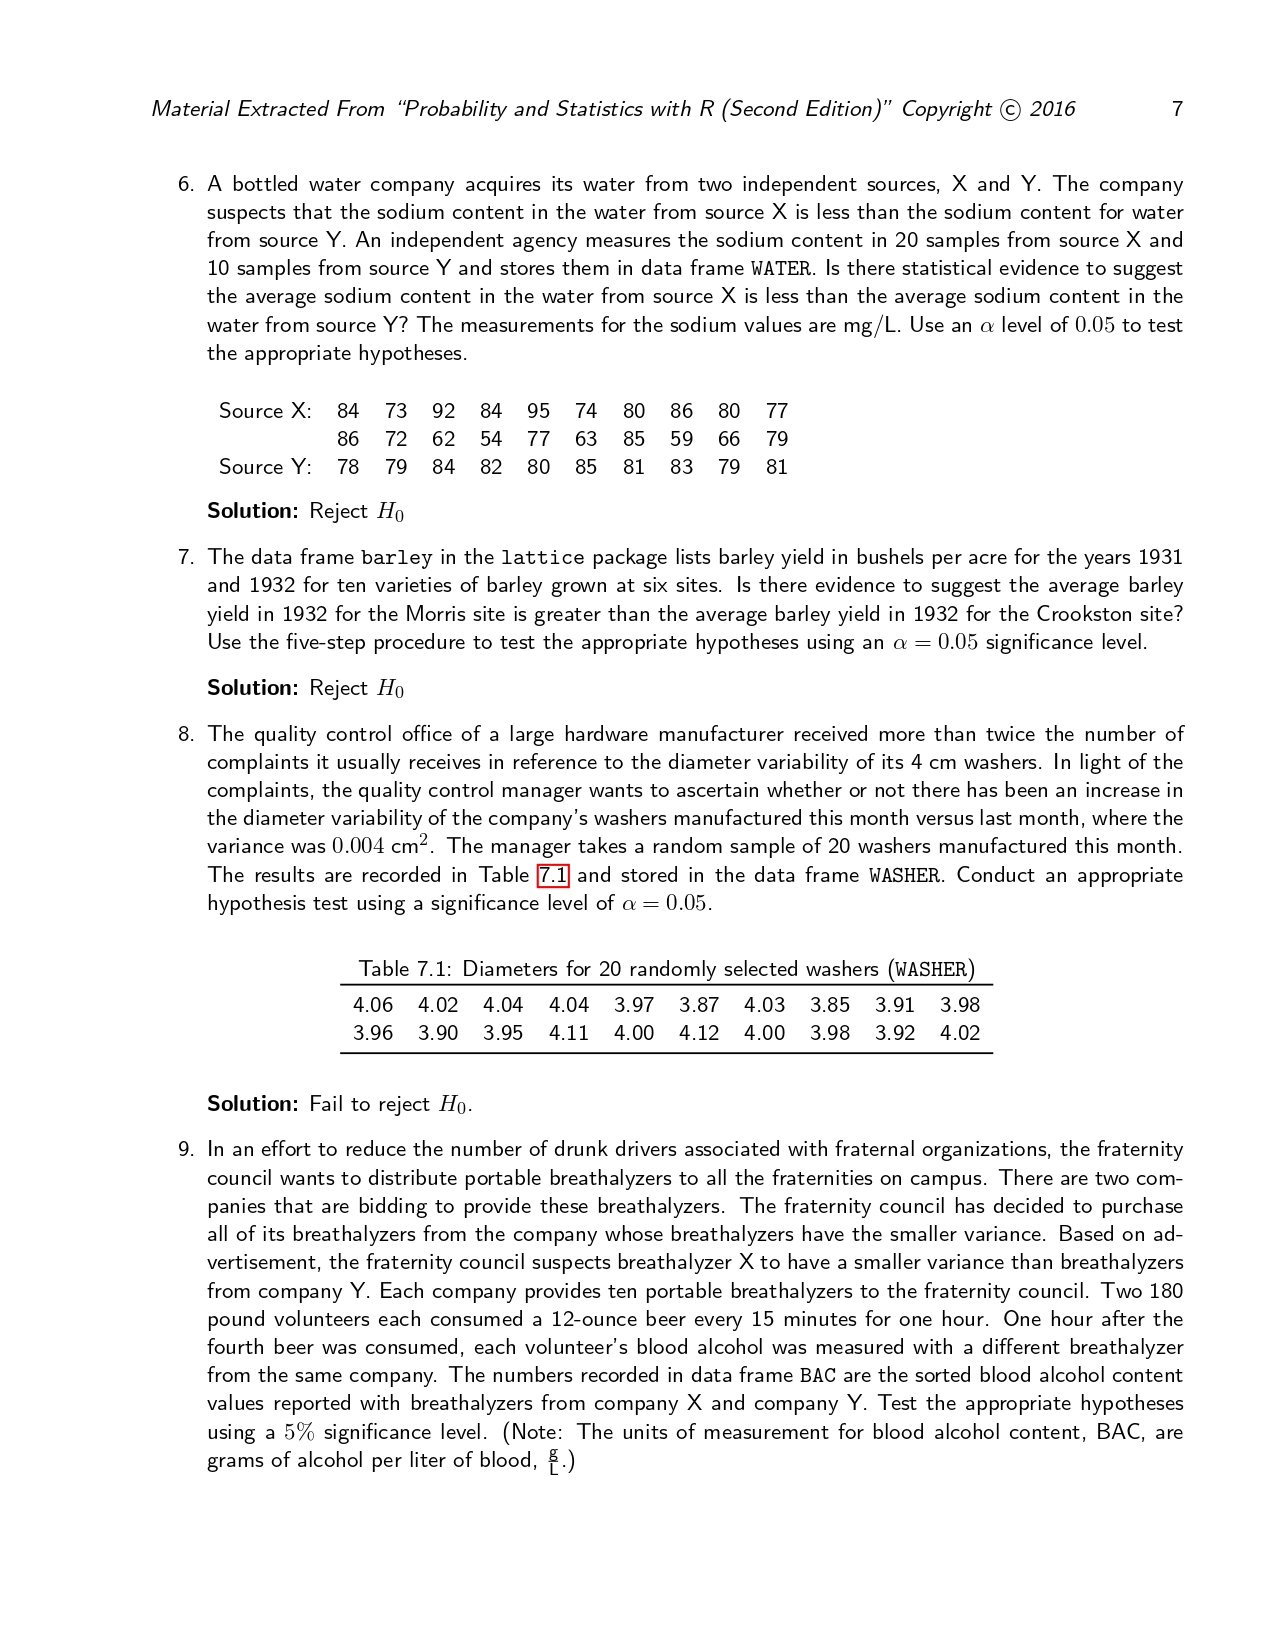 Material Extracted From “Probability and Statistics with R (Second Edition)” Copyright © 2016 7
6. A bottled water company acquires its water from two independent sources, X and Y. The company
suspects that the sodium content in the water from source X is less than the sodium content for water
from source Y. An independent agency measures the sodium content in 20 samples from source X and
10 samples from source Y and stores them in data frame WATER. Is there statistical evidence to suggest
the average sodium content in the water from source X is less than the average sodium content in the
water from source Y? The measurements for the sodium values are mg/L. Use an α level of 0.05 to test
the appropriate hypotheses.
Source X: 84 73 92 84 95 74 80 86 80 77
86 72 62 54 77 63 85 59 66 79
Source Y: 78 79 84 82 80 85 81 83 79 81
Solution: Reject H₀
7. The data frame barley in the lattice package lists barley yield in bushels per acre for the years 1931
and 1932 for ten varieties of barley grown at six sites. Is there evidence to suggest the average barley
yield in 1932 for the Morris site is greater than the average barley yield in 1932 for the Crookston site?
Use the five-step procedure to test the appropriate hypotheses using an α = 0.05 significance level.
Solution: Reject H₀
8. The quality control office of a large hardware manufacturer received more than twice the number of
complaints it usually receives in reference to the diameter variability of its 4 cm washers. In light of the
complaints, the quality control manager wants to ascertain whether or not there has been an increase in
the diameter variability of the company’s washers manufactured this month versus last month, where the
variance was 0.004 cm². The manager takes a random sample of 20 washers manufactured this month.
The results are recorded in Table 7.1 and stored in the data frame WASHER. Conduct an appropriate
hypothesis test using a significance level of α = 0.05.
Table 7.1: Diameters for 20 randomly selected washers (WASHER)
4.06 4.02 4.04 4.04 3.97 3.87 4.03 3.85 3.91 3.98
3.96 3.90 3.95 4.11 4.00 4.12 4.00 3.98 3.92 4.02
Solution: Fail to reject H₀.
9. In an effort to reduce the number of drunk drivers associated with fraternal organizations, the fraternity
council wants to distribute portable breathalyzers to all the fraternities on campus. There are two com-
panies that are bidding to provide these breathalyzers. The fraternity council has decided to purchase
all of its breathalyzers from the company whose breathalyzers have the smaller variance. Based on ad-
vertisement, the fraternity council suspects breathalyzer X to have a smaller variance than breathalyzers
from company Y. Each company provides ten portable breathalyzers to the fraternity council. Two 180
pound volunteers each consumed a 12-ounce beer every 15 minutes for one hour. One hour after the
fourth beer was consumed, each volunteer’s blood alcohol was measured with a different breathalyzer
from the same company. The numbers recorded in data frame BAC are the sorted blood alcohol content
values reported with breathalyzers from company X and company Y. Test the appropriate hypotheses
using a 5% significance level. (Note: The units of measurement for blood alcohol content, BAC, are
grams of alcohol per liter of blood, g/L.)